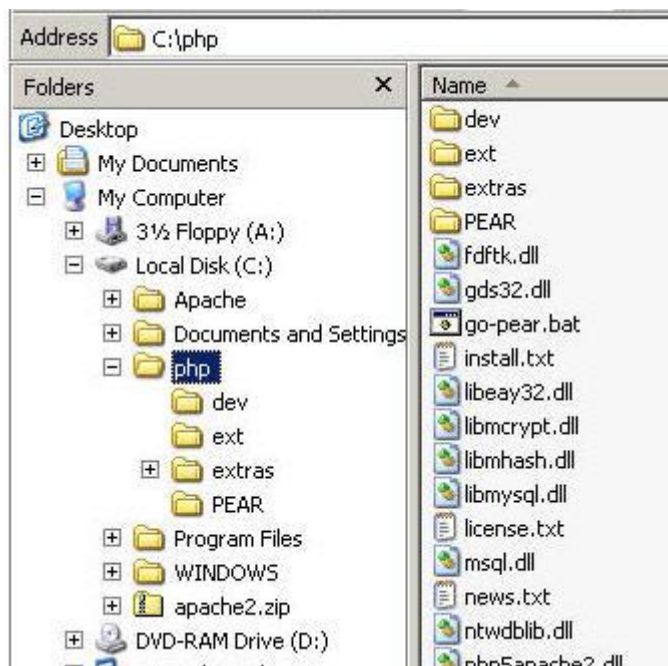 Address C:\php
Folders
Desktop
My Documents
My Computer
3½ Floppy (A:)
Local Disk (C:)
Apache
Documents and Settings
php
dev
ext
extras
PEAR
Program Files
WINDOWS
apache2.zip
DVD-RAM Drive (D:)
Name
dev
ext
extras
PEAR
fdftk.dll
gds32.dll
go-pear.bat
install.txt
libeay32.dll
libmcrypt.dll
libmhash.dll
libmysql.dll
license.txt
msql.dll
news.txt
ntwdblib.dll
php5apache2.dll